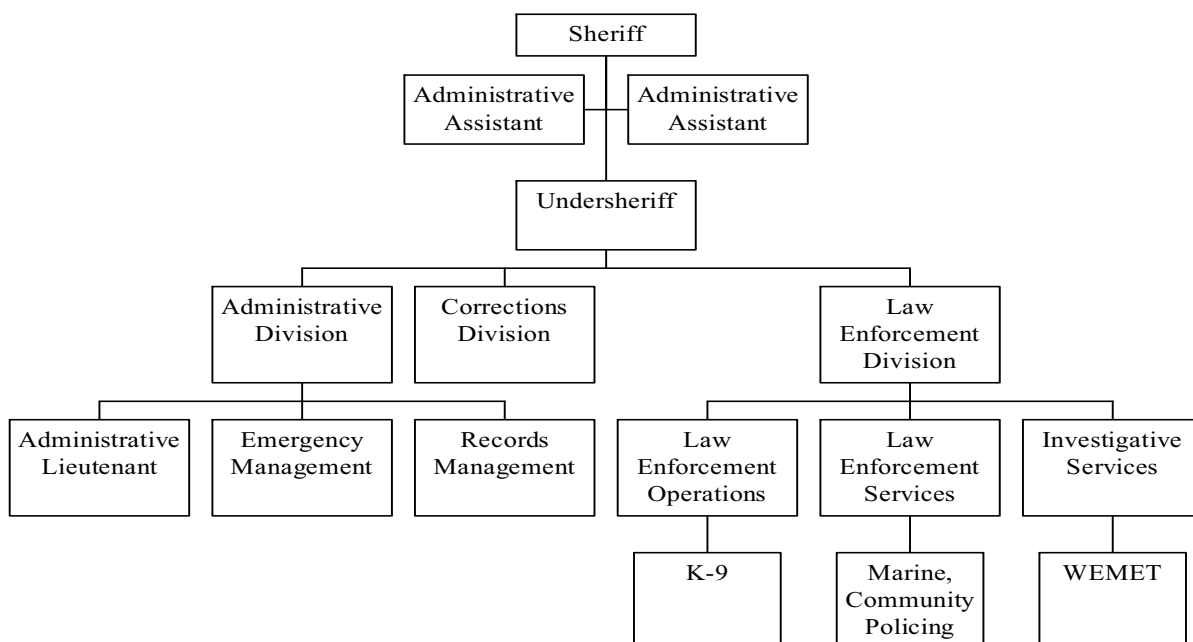 Sheriff
Administrative
Assistant
Administrative
Assistant
Undersheriff
Administrative
Division
Corrections
Division
Law
Enforcement
Division
Administrative
Lieutenant
Emergency
Management
Records
Management
Law
Enforcement
Operations
Law
Enforcement
Services
Investigative
Services
K-9
Marine,
Community
Policing
WEMET